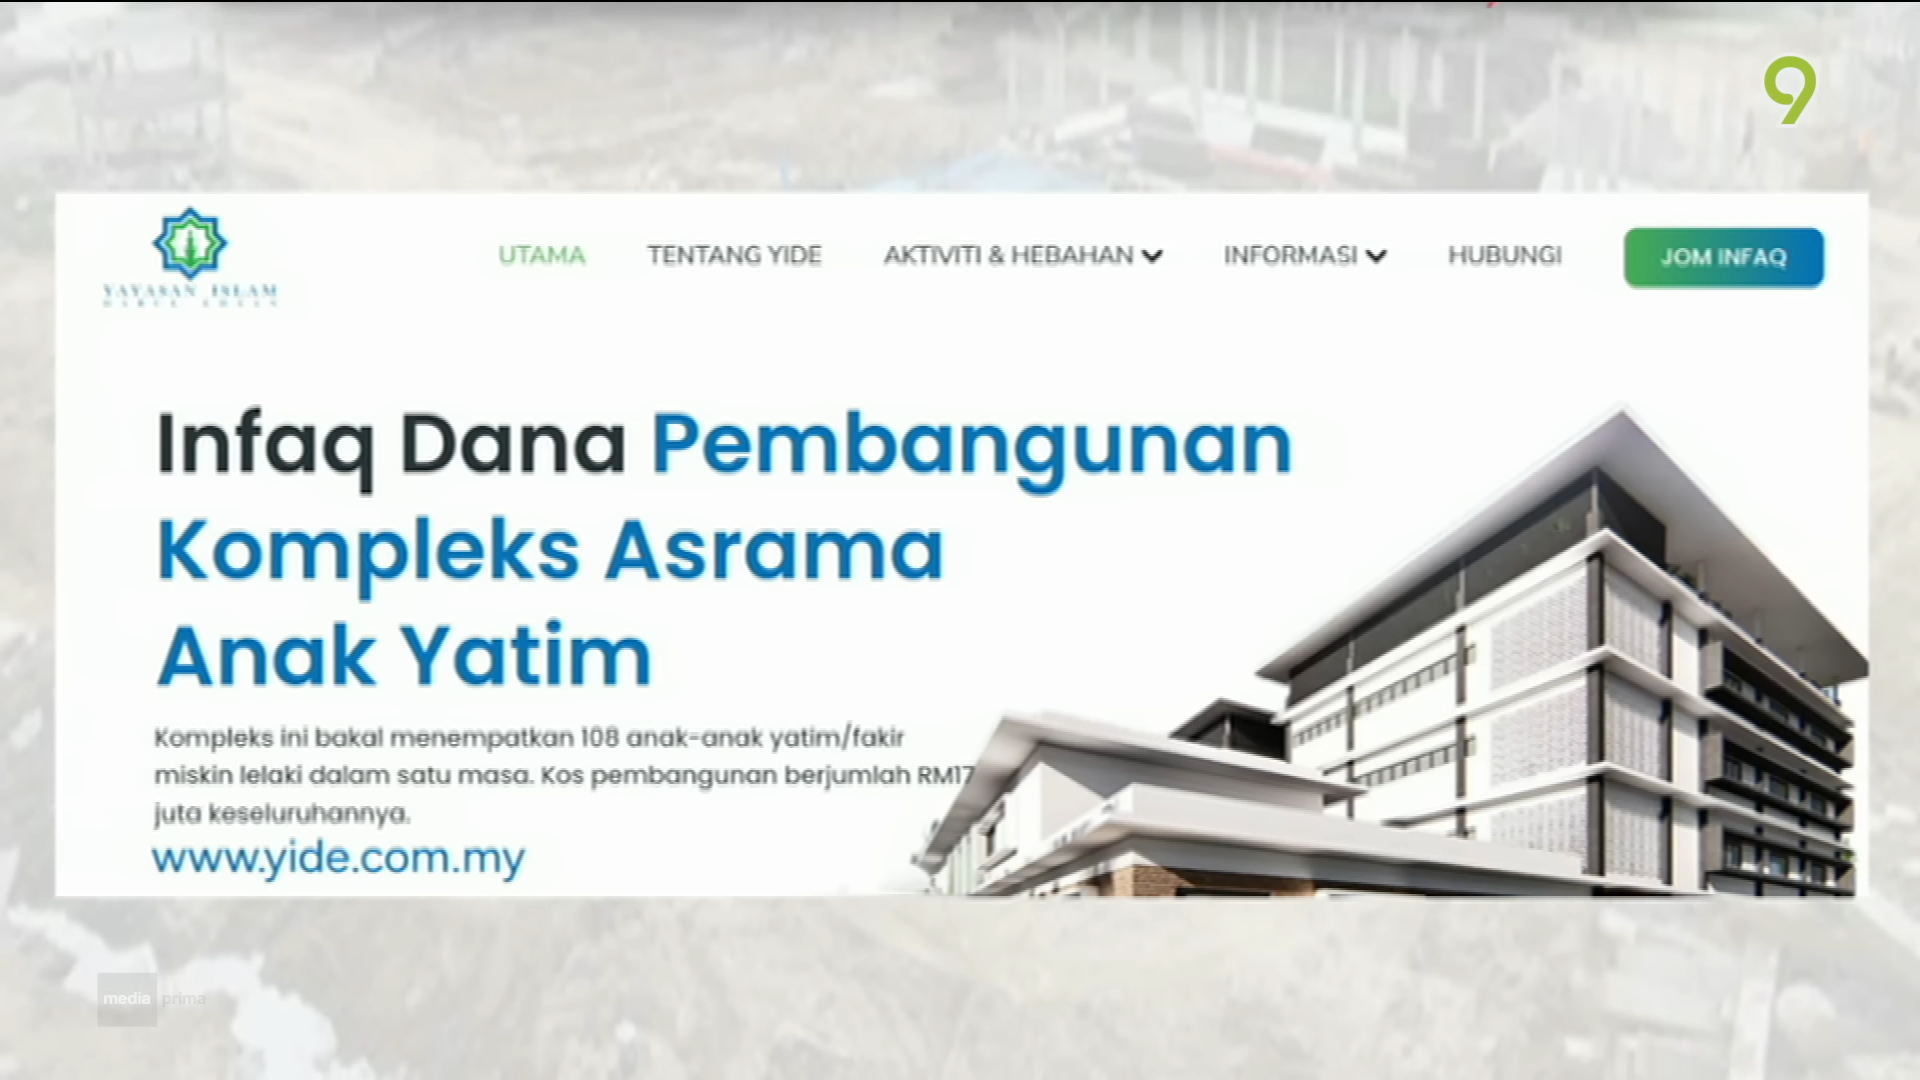 9
YAYASAN ISLAM
UTAMA
TENTANG YIDE
AKTIVITI & HEBAHAN
INFORMASI
HUBUNGI
JOM INFAQ
Infaq Dana Pembangunan
Kompleks Asrama
Anak Yatim
Kompleks ini bakal menempatkan 108 anak-anak yatim/fakir
miskin lelaki dalam satu masa. Kos pembangunan berjumlah RM17
juta keseluruhannya.
www.yide.com.my
media prima